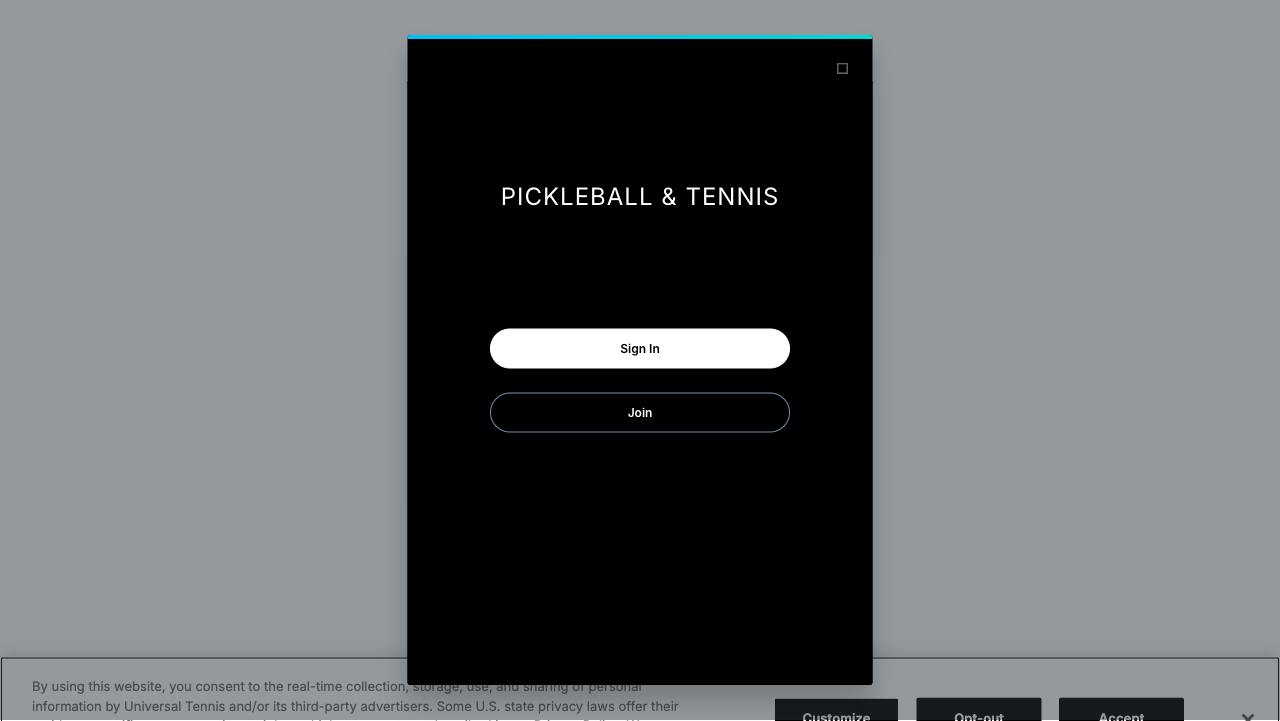 PICKLEBALL & TENNIS
Sign In
Join
By using this website, you consent to the real-time collection, storage, use, and sharing of personal
information by Universal Tennis and/or its third-party advertisers. Some U.S. state privacy laws offer their
Customize
Opt-out
Accept